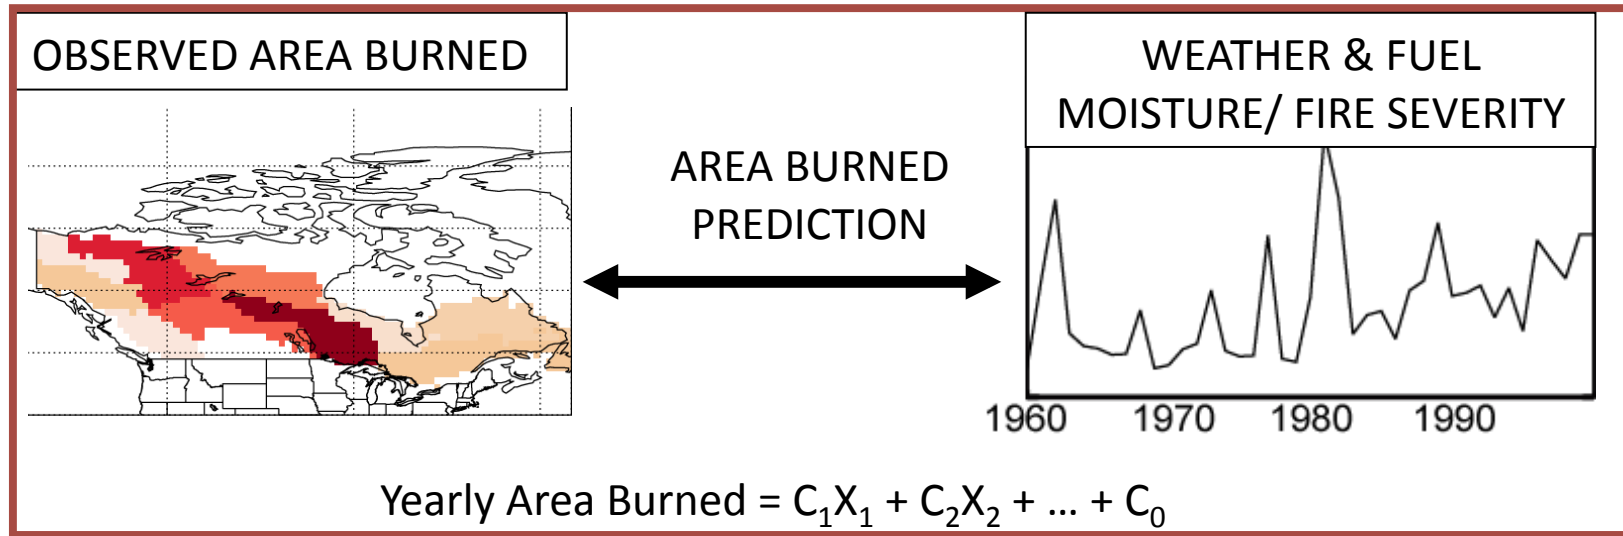 OBSERVED AREA BURNED
AREA BURNED
PREDICTION
WEATHER & FUEL
MOISTURE/ FIRE SEVERITY
1960 1970 1980 1990
Yearly Area Burned = C₁X₁ + C₂X₂ + ... + C₀